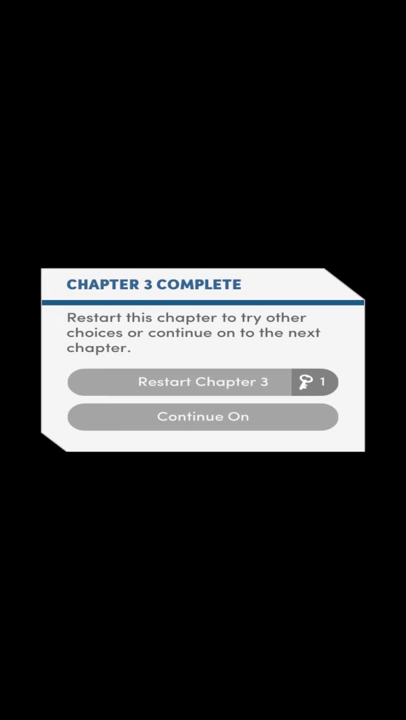 CHAPTER 3 COMPLETE
Restart this chapter to try other
choices or continue on to the next
chapter.
Restart Chapter 3 1
Continue On